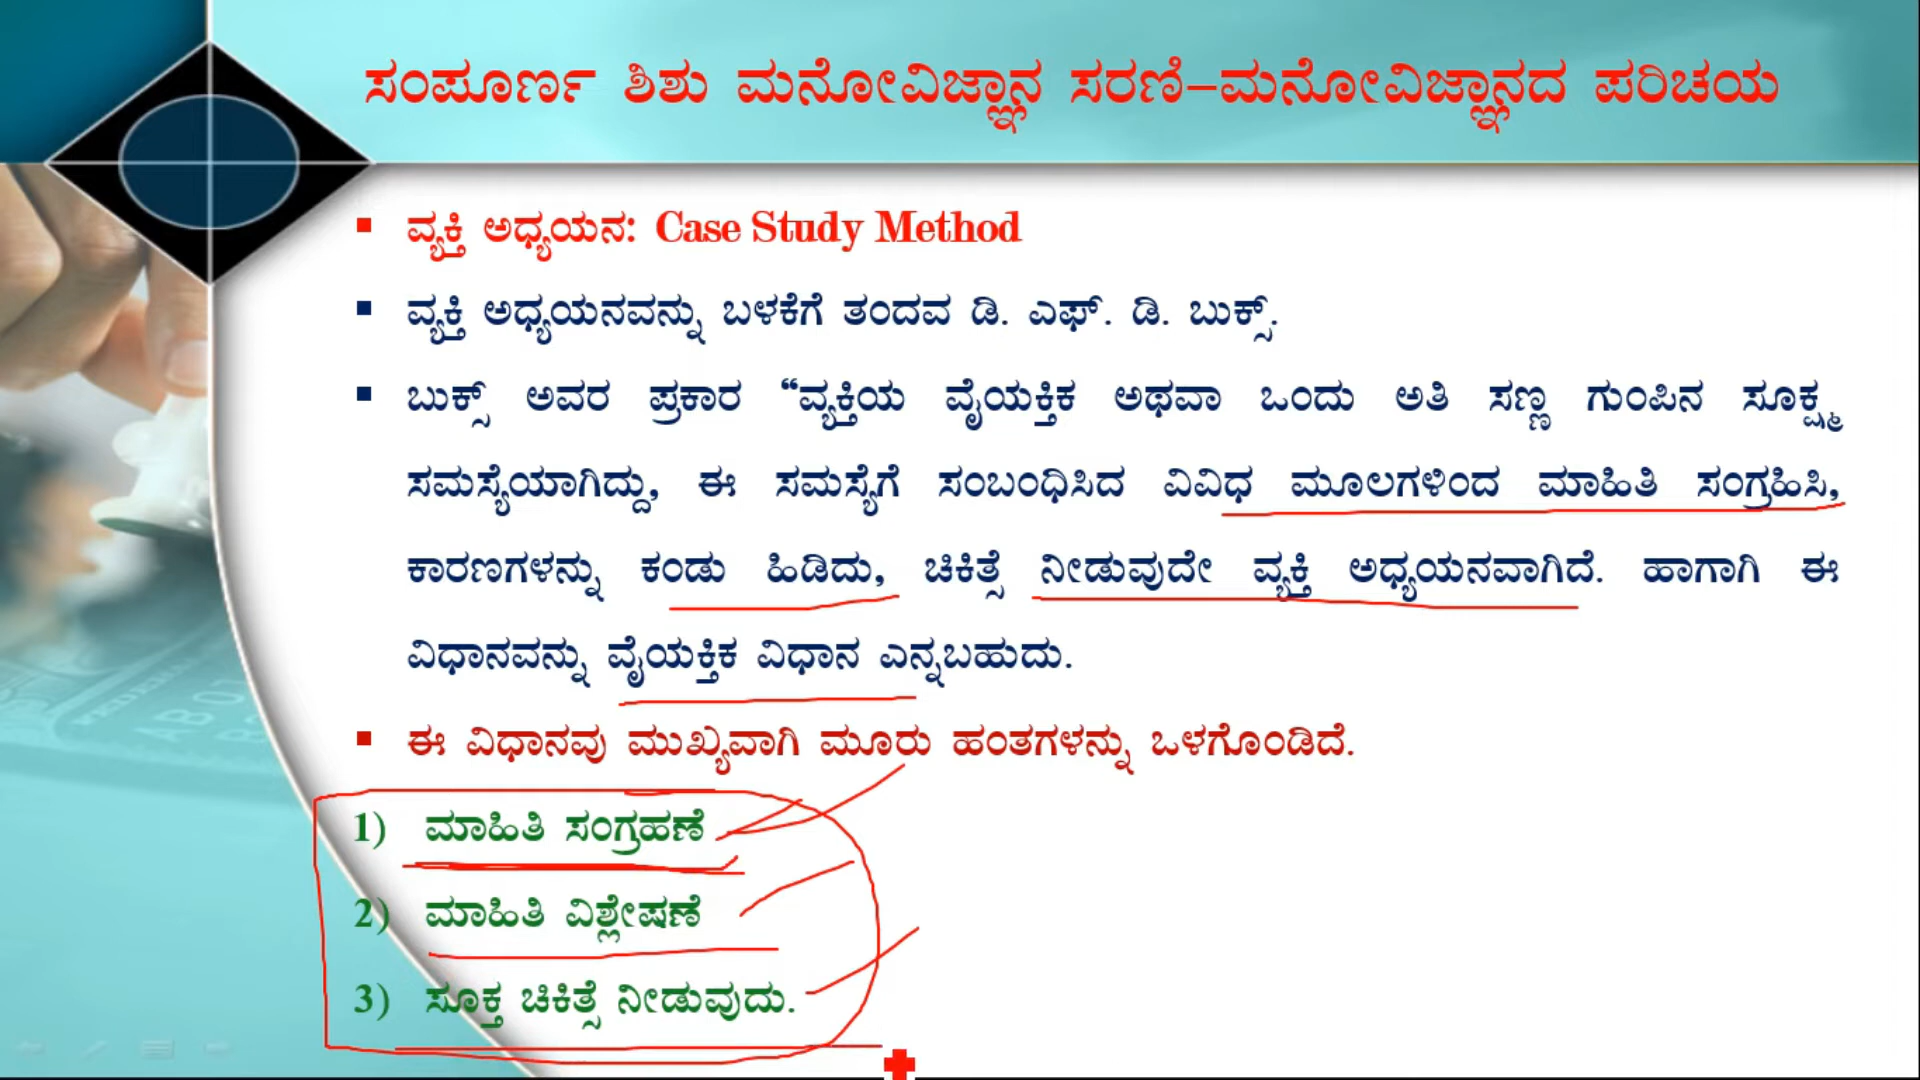 ಸಂಪೂರ್ಣ ಶಿಶು ಮನೋವಿಜ್ಞಾನ ಸರಣಿ–ಮನೋವಿಜ್ಞಾನದ ಪರಿಚಯ
▪ ವ್ಯಕ್ತಿ ಅಧ್ಯಯನ: Case Study Method
▪ ವ್ಯಕ್ತಿ ಅಧ್ಯಯನವನ್ನು ಬಳಕೆಗೆ ತಂದವ ಡಿ. ಎಫ್. ಡಿ. ಬುಕ್ಸ್.
▪ ಬುಕ್ಸ್ ಅವರ ಪ್ರಕಾರ “ವ್ಯಕ್ತಿಯ ವೈಯಕ್ತಿಕ ಅಥವಾ ಒಂದು ಅತಿ ಸಣ್ಣ ಗುಂಪಿನ ಸೂಕ್ಷ್ಮ
ಸಮಸ್ಯೆಯಾಗಿದ್ದು, ಈ ಸಮಸ್ಯೆಗೆ ಸಂಬಂಧಿಸಿದ ವಿವಿಧ ಮೂಲಗಳಿಂದ ಮಾಹಿತಿ ಸಂಗ್ರಹಿಸಿ,
ಕಾರಣಗಳನ್ನು ಕಂಡು ಹಿಡಿದು, ಚಿಕಿತ್ಸೆ ನೀಡುವುದೇ ವ್ಯಕ್ತಿ ಅಧ್ಯಯನವಾಗಿದೆ. ಹಾಗಾಗಿ ಈ
ವಿಧಾನವನ್ನು ವೈಯಕ್ತಿಕ ವಿಧಾನ ಎನ್ನಬಹುದು.
▪ ಈ ವಿಧಾನವು ಮುಖ್ಯವಾಗಿ ಮೂರು ಹಂತಗಳನ್ನು ಒಳಗೊಂಡಿದೆ.
1) ಮಾಹಿತಿ ಸಂಗ್ರಹಣೆ
2) ಮಾಹಿತಿ ವಿಶ್ಲೇಷಣೆ
3) ಸೂಕ್ತ ಚಿಕಿತ್ಸೆ ನೀಡುವುದು.